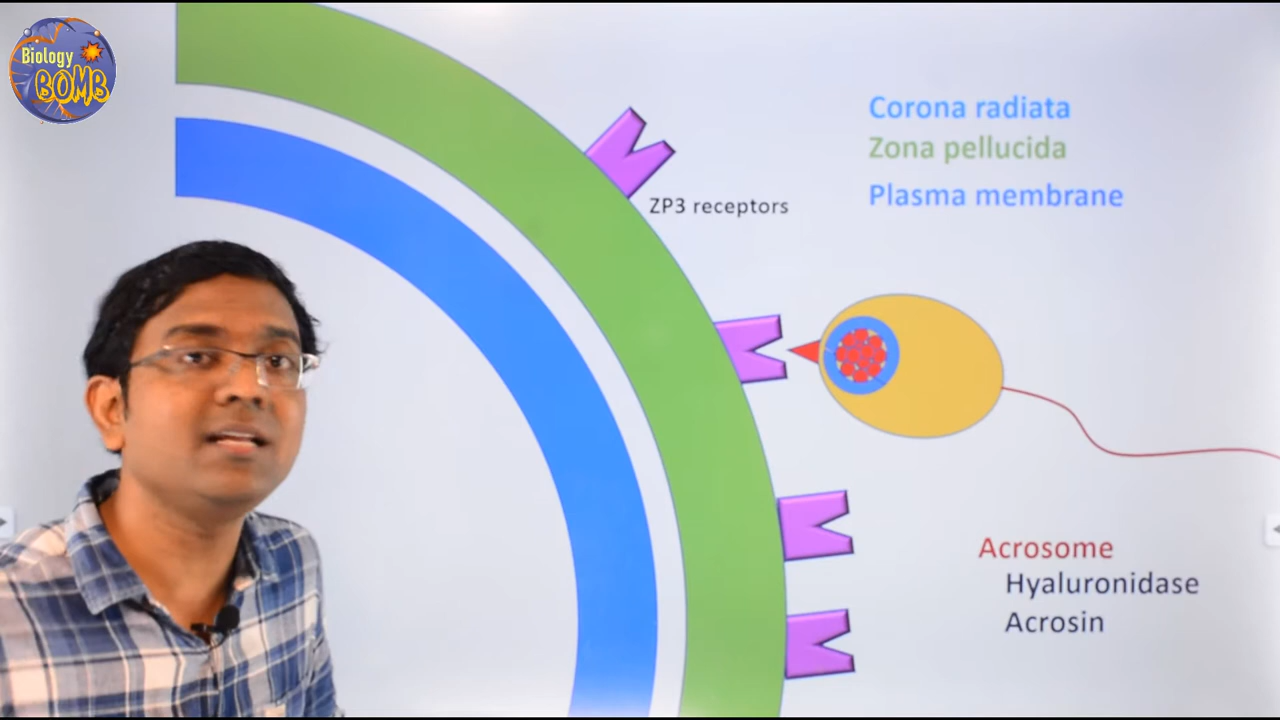 Biology
BOMB
Corona radiata
Zona pellucida
Plasma membrane
ZP3 receptors
Acrosome
Hyaluronidase
Acrosin